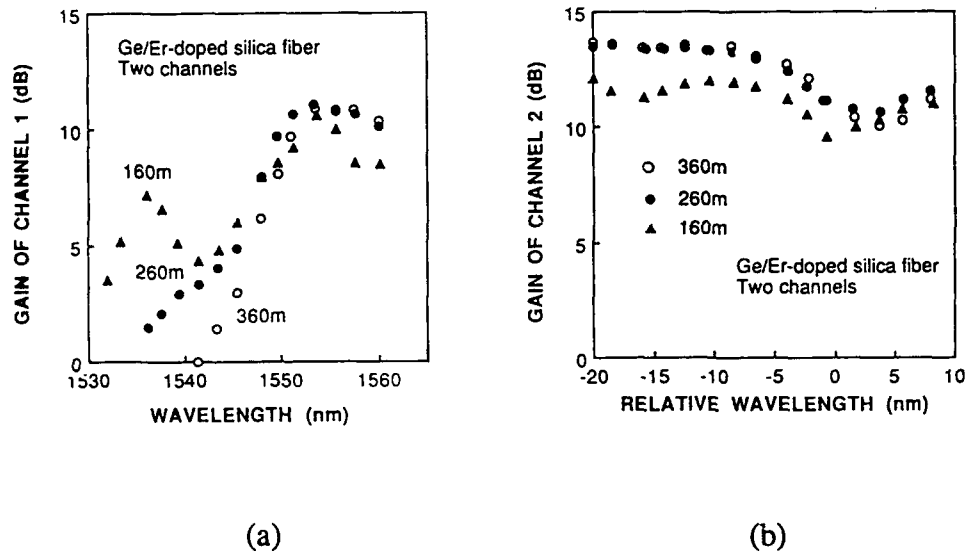 15
Ge/Er-doped silica fiber
Two channels
10
160m
5
260m
360m
0
1530
1540
1550
1560
GAIN OF CHANNEL 1 (dB)
WAVELENGTH (nm)
(a)
15
10
360m
260m
160m
5
Ge/Er-doped silica fiber
Two channels
0
-20
-15
-10
-5
0
5
10
GAIN OF CHANNEL 2 (dB)
RELATIVE WAVELENGTH (nm)
(b)